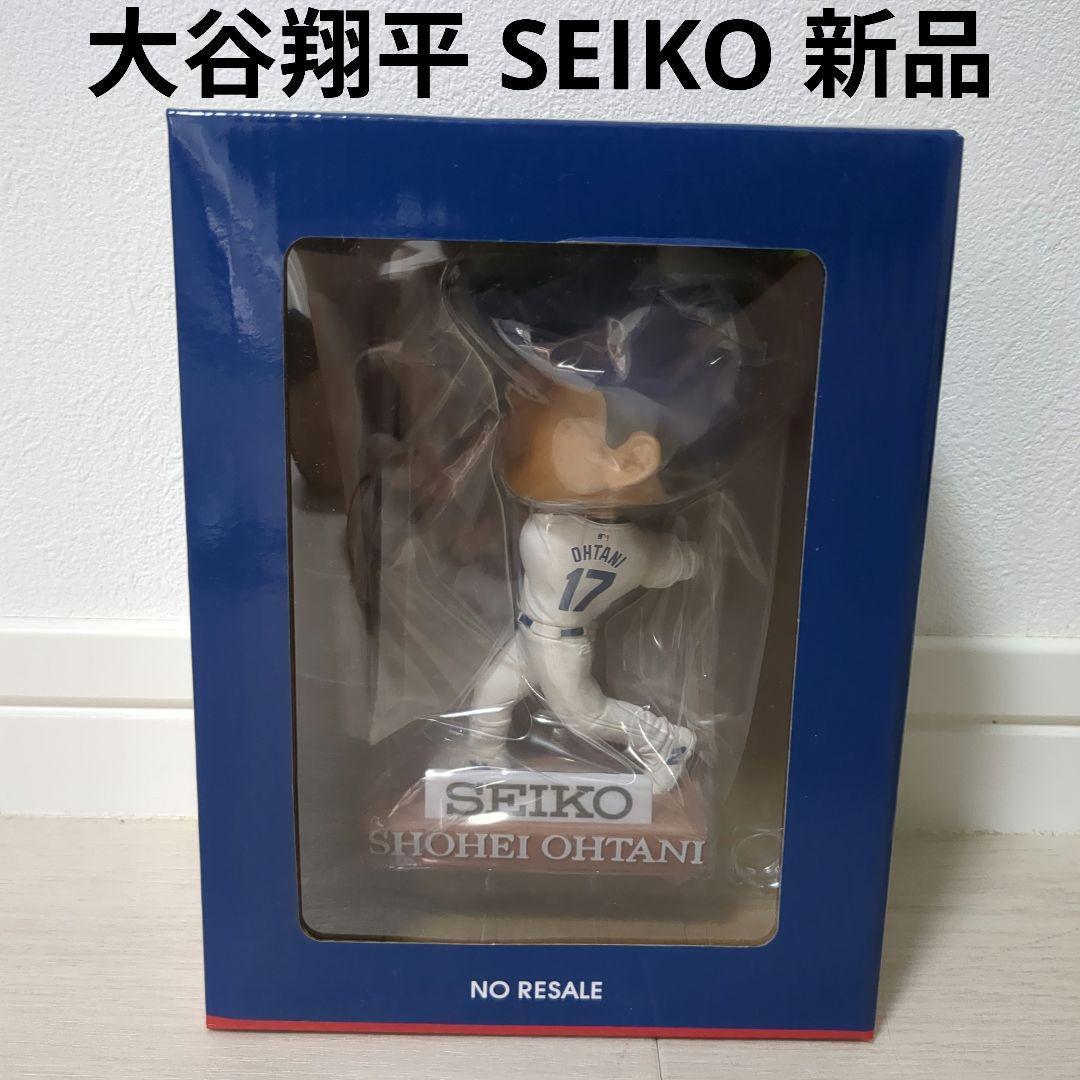 大谷翔平 SEIKO 新品
OHTANI
17
SEIKO
SHOHEI OHTANI
NO RESALE